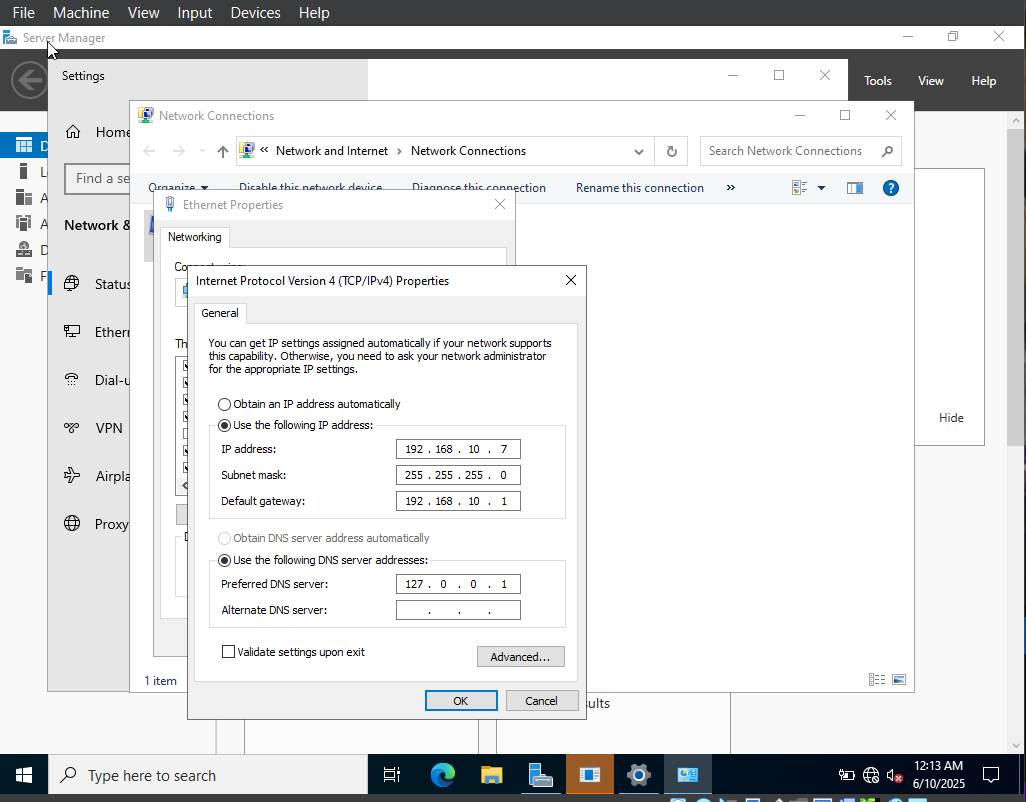 File Machine View Input Devices Help
Server Manager
Settings
Tools View Help
Network Connections
Home
Network and Internet Network Connections
Search Network Connections
Find a se
Organize Disable this network device Diagnose this connection Rename this connection »
Ethernet Properties
Network &
Networking
Status
Internet Protocol Version 4 (TCP/IPv4) Properties
General
You can get IP settings assigned automatically if your network supports
this capability. Otherwise, you need to ask your network administrator
for the appropriate IP settings.
Obtain an IP address automatically
Use the following IP address:
IP address: 192 . 168 . 10 . 7
Subnet mask: 255 . 255 . 255 . 0
Default gateway: 192 . 168 . 10 . 1
Obtain DNS server address automatically
Use the following DNS server addresses:
Preferred DNS server: 127 . 0 . 0 . 1
Alternate DNS server: . . .
Validate settings upon exit
Advanced...
OK Cancel
Ethern
Dial-u
VPN
Airpla
Proxy
Hide
1 item
ults
Type here to search
12:13 AM
6/10/2025